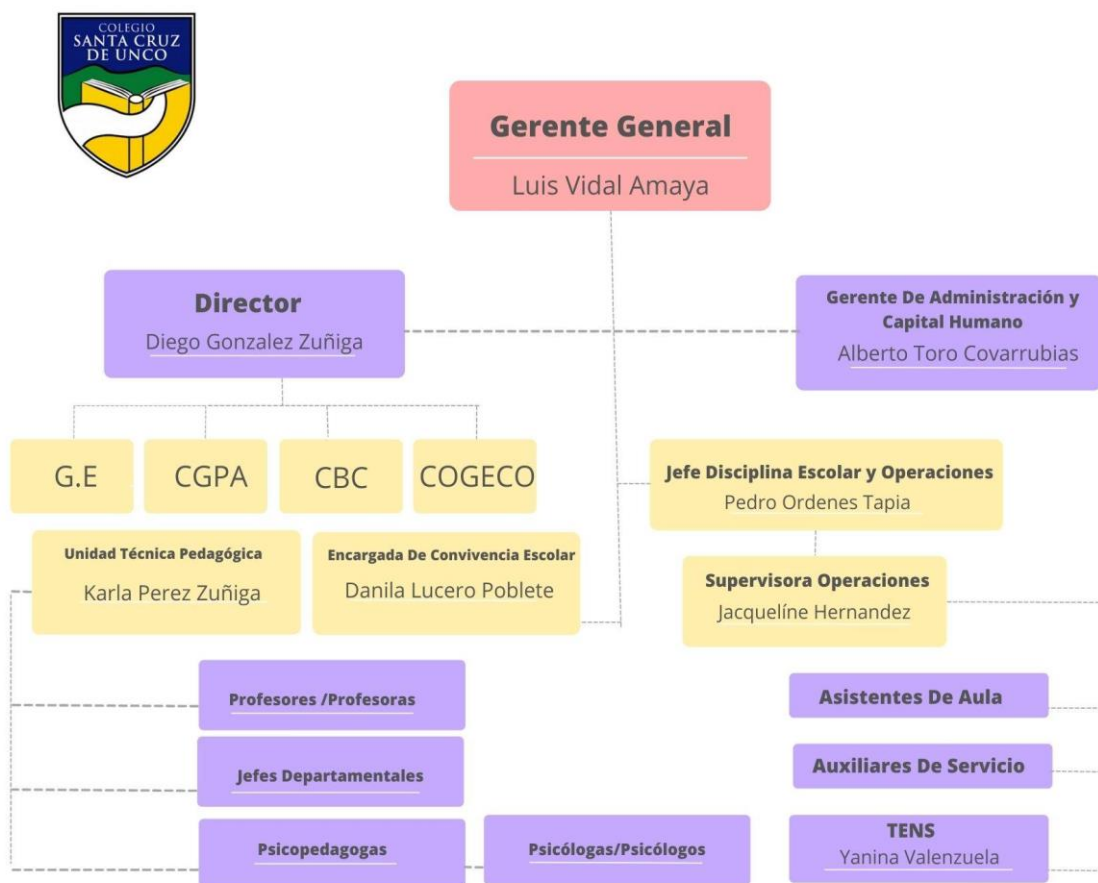 COLEGIO
SANTA CRUZ
DE UNCO
Gerente General
Luis Vidal Amaya
Director
Diego Gonzalez Zuñiga
Gerente De Administración y
Capital Humano
Alberto Toro Covarrubias
G.E
CGPA
CBC
COGECO
Jefe Disciplina Escolar y Operaciones
Pedro Ordenes Tapia
Unidad Técnica Pedagógica
Karla Perez Zuñiga
Encargada De Convivencia Escolar
Danila Lucero Poblete
Supervisora Operaciones
Jacquelíne Hernandez
Profesores /Profesoras
Asistentes De Aula
Jefes Departamentales
Auxiliares De Servicio
Psicopedagogas
Psicólogas/Psicólogos
TENS
Yanina Valenzuela